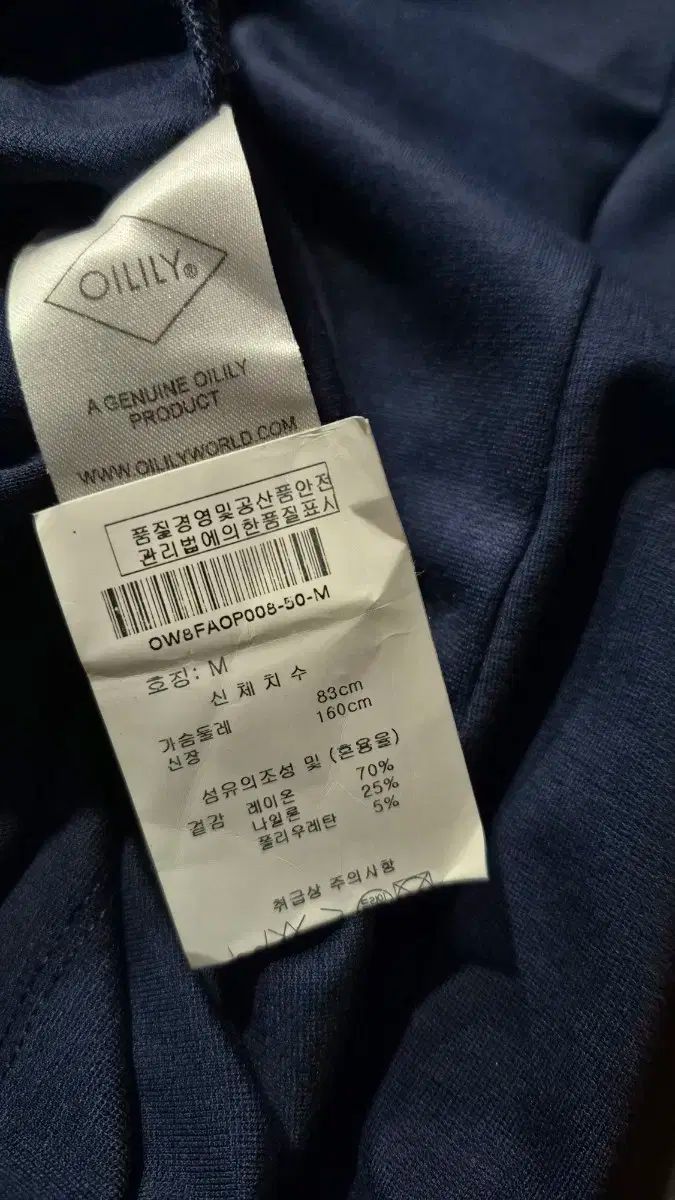 OILILY®
A GENUINE OILILY
PRODUCT
WWW.OILILYWORLD.COM
품질경영및공산품안전
관리법에의한품질표시
OW8FAOP008-50-M
호징: M
신체치수
가슴둘레 83cm
신장 160cm
섬유의조성 및 (혼용율)
겉감 레이온 70%
나일론 25%
폴리우레탄 5%
취급상 주의사항